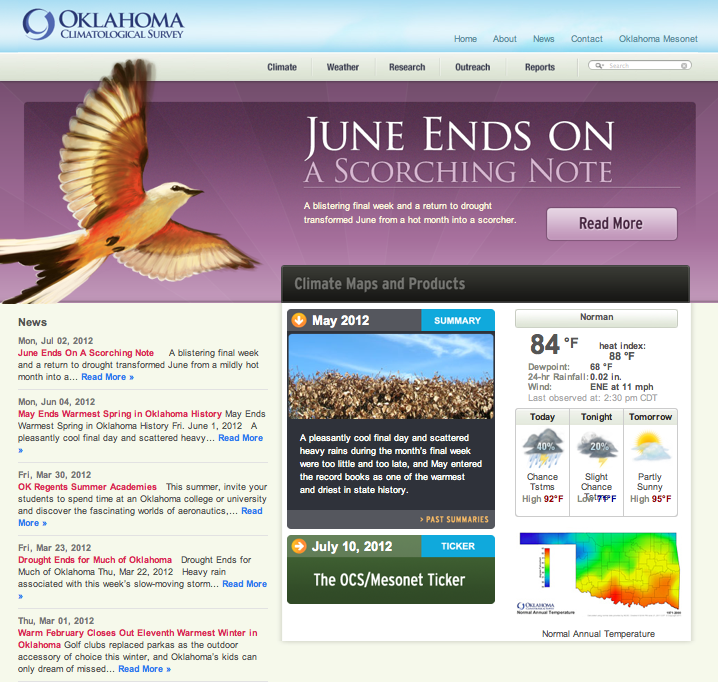 OKLAHOMA
CLIMATOLOGICAL SURVEY
Home About News Contact Oklahoma Mesonet
Climate Weather Research Outreach Reports Search
JUNE ENDS ON
A SCORCHING NOTE
A blistering final week and a return to drought
transformed June from a hot month into a scorcher.
Read More
Climate Maps and Products
News
Mon, Jul 02, 2012
June Ends On A Scorching Note A blistering final week
and a return to drought transformed June from a mildly hot
month into a... Read More »
Mon, Jun 04, 2012
May Ends Warmest Spring in Oklahoma History May Ends
Warmest Spring in Oklahoma History Fri. June 1, 2012 A
pleasantly cool final day and scattered heavy... Read More
»
Fri, Mar 30, 2012
OK Regents Summer Academies This summer, invite your
students to spend time at an Oklahoma college or university
and discover the fascinating worlds of aeronautics,... Read
More »
Fri, Mar 23, 2012
Drought Ends for Much of Oklahoma Drought Ends for
Much of Oklahoma Thu, Mar 22, 2012 Heavy rain
associated with this week's slow-moving storm... Read More
»
Thu, Mar 01, 2012
Warm February Closes Out Eleventh Warmest Winter in
Oklahoma Golf clubs replaced parkas as the outdoor
accessory of choice this winter, and Oklahoma's kids can
only dream of missed... Read More »
May 2012 SUMMARY
A pleasantly cool final day and scattered
heavy rains during the month's final week
were too little and too late, and May entered
the record books as one of the warmest
and driest in state history.
> PAST SUMMARIES
July 10, 2012 TICKER
The OCS/Mesonet Ticker
Norman
84 °F heat index:
88 °F
Dewpoint: 68 °F
24-hr Rainfall: 0.02 in.
Wind: ENE at 11 mph
Last observed at: 2:30 pm CDT
Today Tonight Tomorrow
40% 20%
Chance Tstms Slight Chance Tstms Partly Sunny
High 92°F Low 71°F High 95°F
OKLAHOMA
Normal Annual Temperature
Normal Annual Temperature